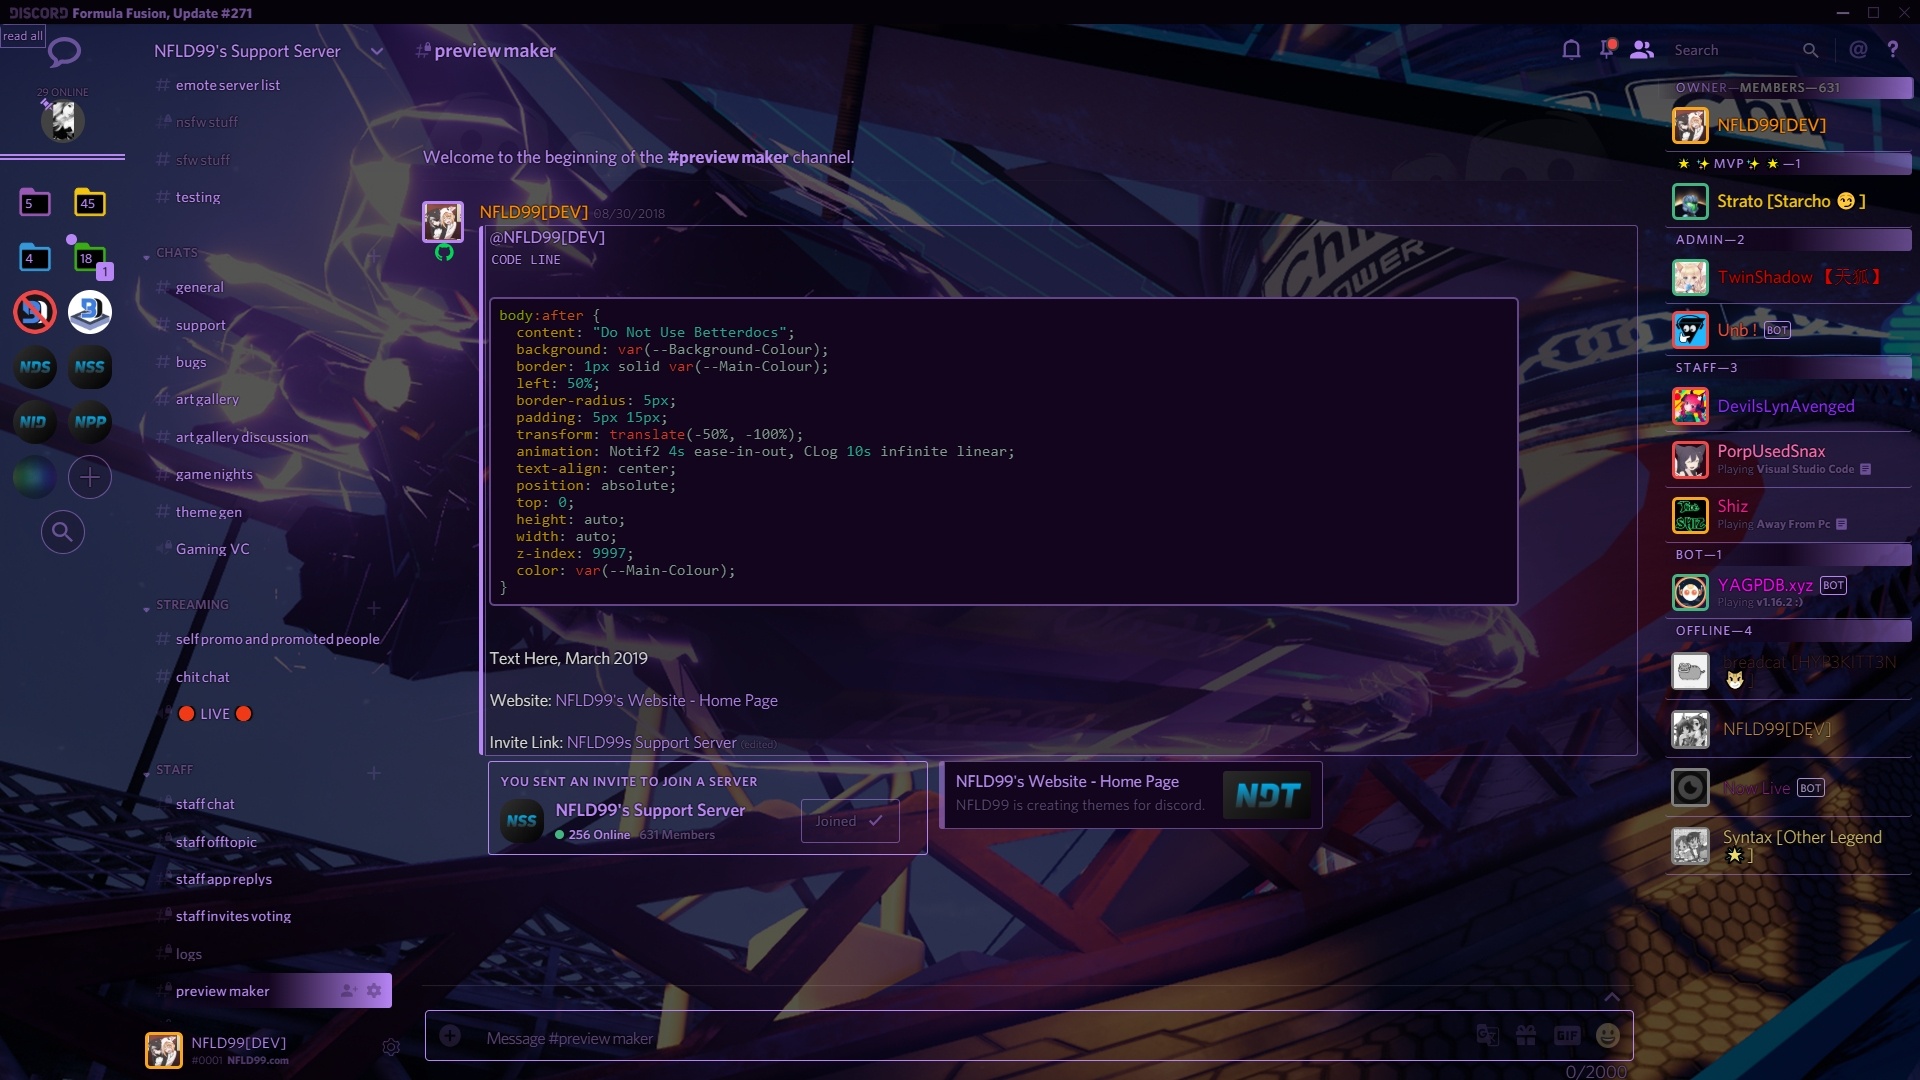 DISCORD Formula Fusion, Update #271
read all
29 ONLINE
5
45
4
18
1
NDS
NSS
NID
NPP
NFLD99's Support Server
emote server list
nsfw stuff
sfw stuff
testing
CHATS
general
support
bugs
art gallery
art gallery discussion
game nights
theme gen
Gaming VC
STREAMING
self promo and promoted people
chit chat
LIVE
STAFF
staff chat
staff offtopic
staff app replys
staff invites voting
logs
preview maker
NFLD99[DEV]
#0001 NFLD99.com
# preview maker
Search
Welcome to the beginning of the #preview maker channel.
NFLD99[DEV] 08/30/2018
@NFLD99[DEV]
CODE LINE
body:after {
content: "Do Not Use Betterdocs";
background: var(--Background-Colour);
border: 1px solid var(--Main-Colour);
left: 50%;
border-radius: 5px;
padding: 5px 15px;
transform: translate(-50%, -100%);
animation: Notif2 4s ease-in-out, CLog 10s infinite linear;
text-align: center;
position: absolute;
top: 0;
height: auto;
width: auto;
z-index: 9997;
color: var(--Main-Colour);
}
Text Here, March 2019
Website: NFLD99's Website - Home Page
Invite Link: NFLD99s Support Server (edited)
YOU SENT AN INVITE TO JOIN A SERVER
NSS
NFLD99's Support Server
256 Online 631 Members
Joined
NFLD99's Website - Home Page
NFLD99 is creating themes for discord.
NDT
Message #preview maker
GIF
0/2000
OWNER—MEMBERS—631
NFLD99[DEV]
🌟 ✨ MVP ✨ 🌟 —1
Strato [Starcho 😏 ]
ADMIN—2
TwinShadow 【天狐】
Unb ! BOT
STAFF—3
DevilsLynAvenged
PorpUsedSnax
Playing Visual Studio Code
Shiz
Playing Away From Pc
BOT—1
YAGPDB.xyz BOT
Playing v1.16.2 :)
OFFLINE—4
breadcat [HYP3KITT3N
🐱 ]
NFLD99[DEV]
Now Live BOT
Syntax [Other Legend
🌟 ]